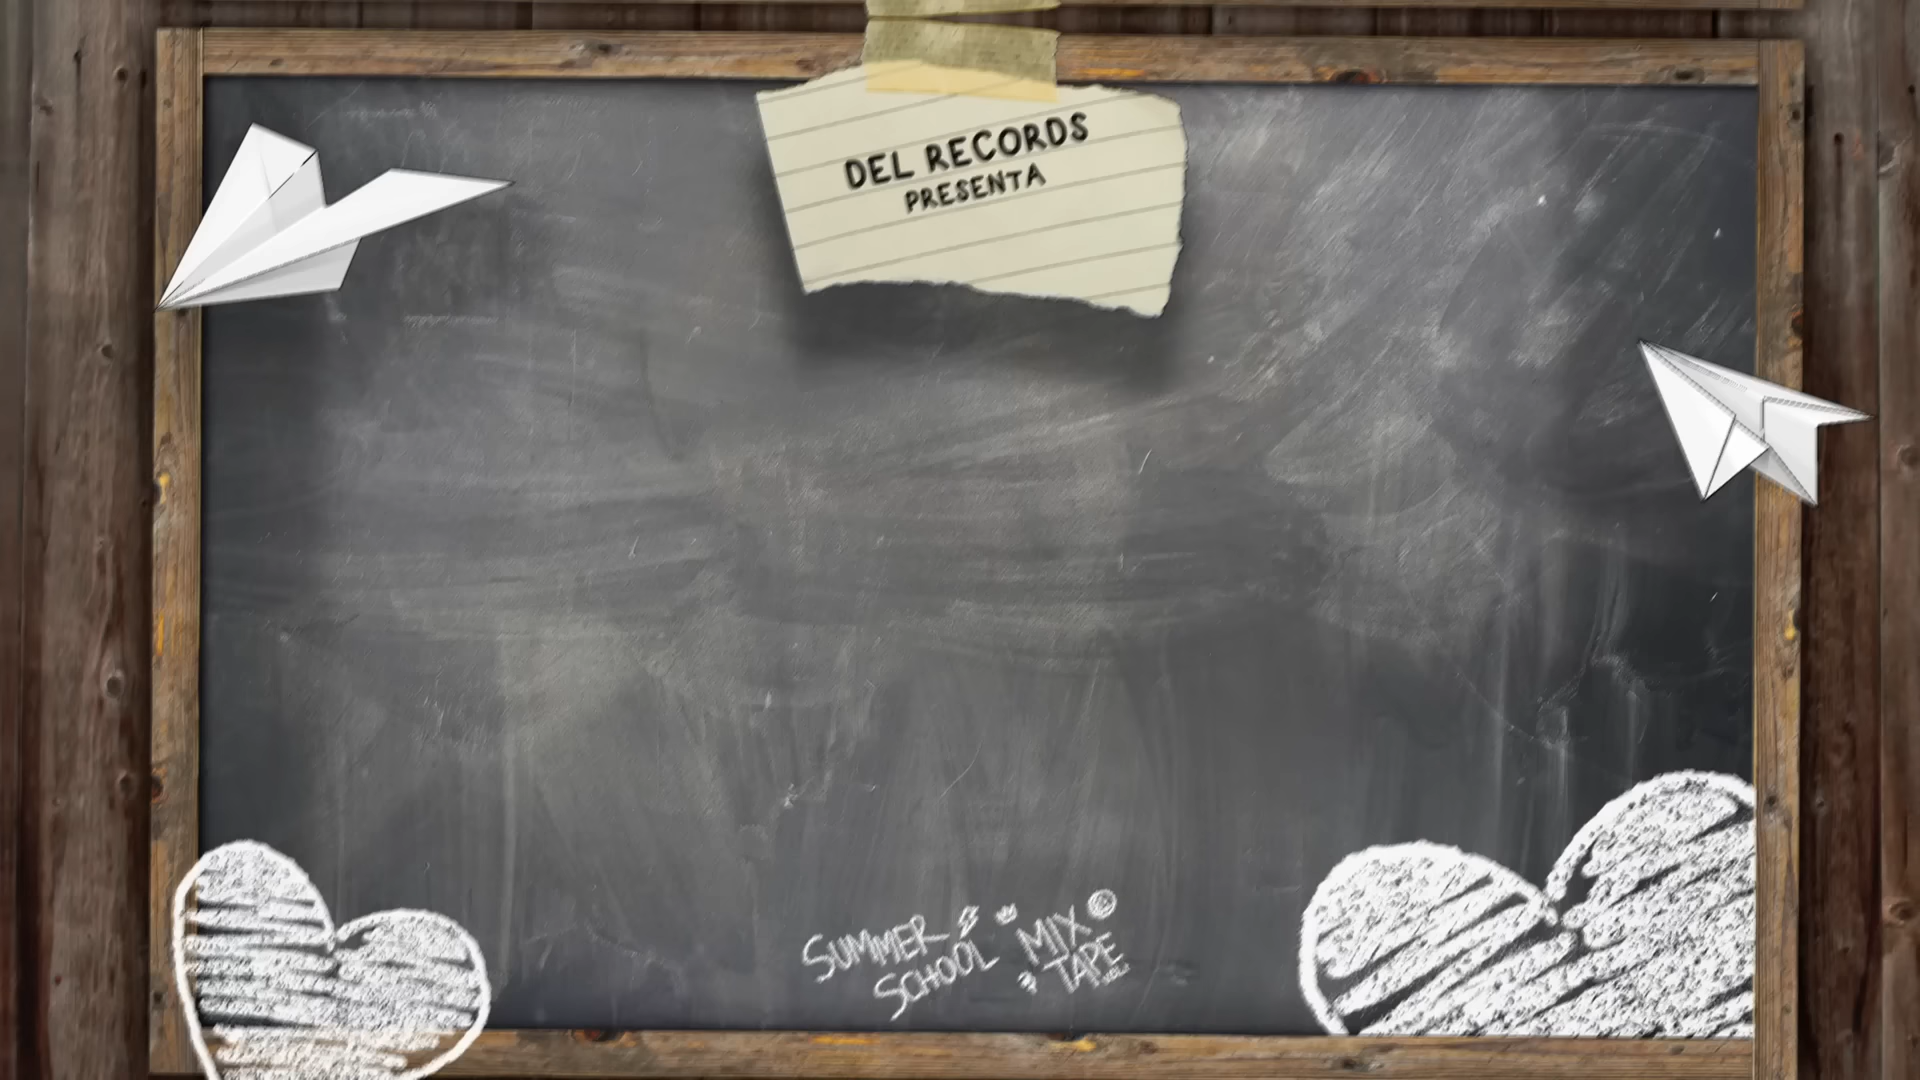 DEL RECORDS
PRESENTA
SUMMER
SCHOOL
MIX
TAPE